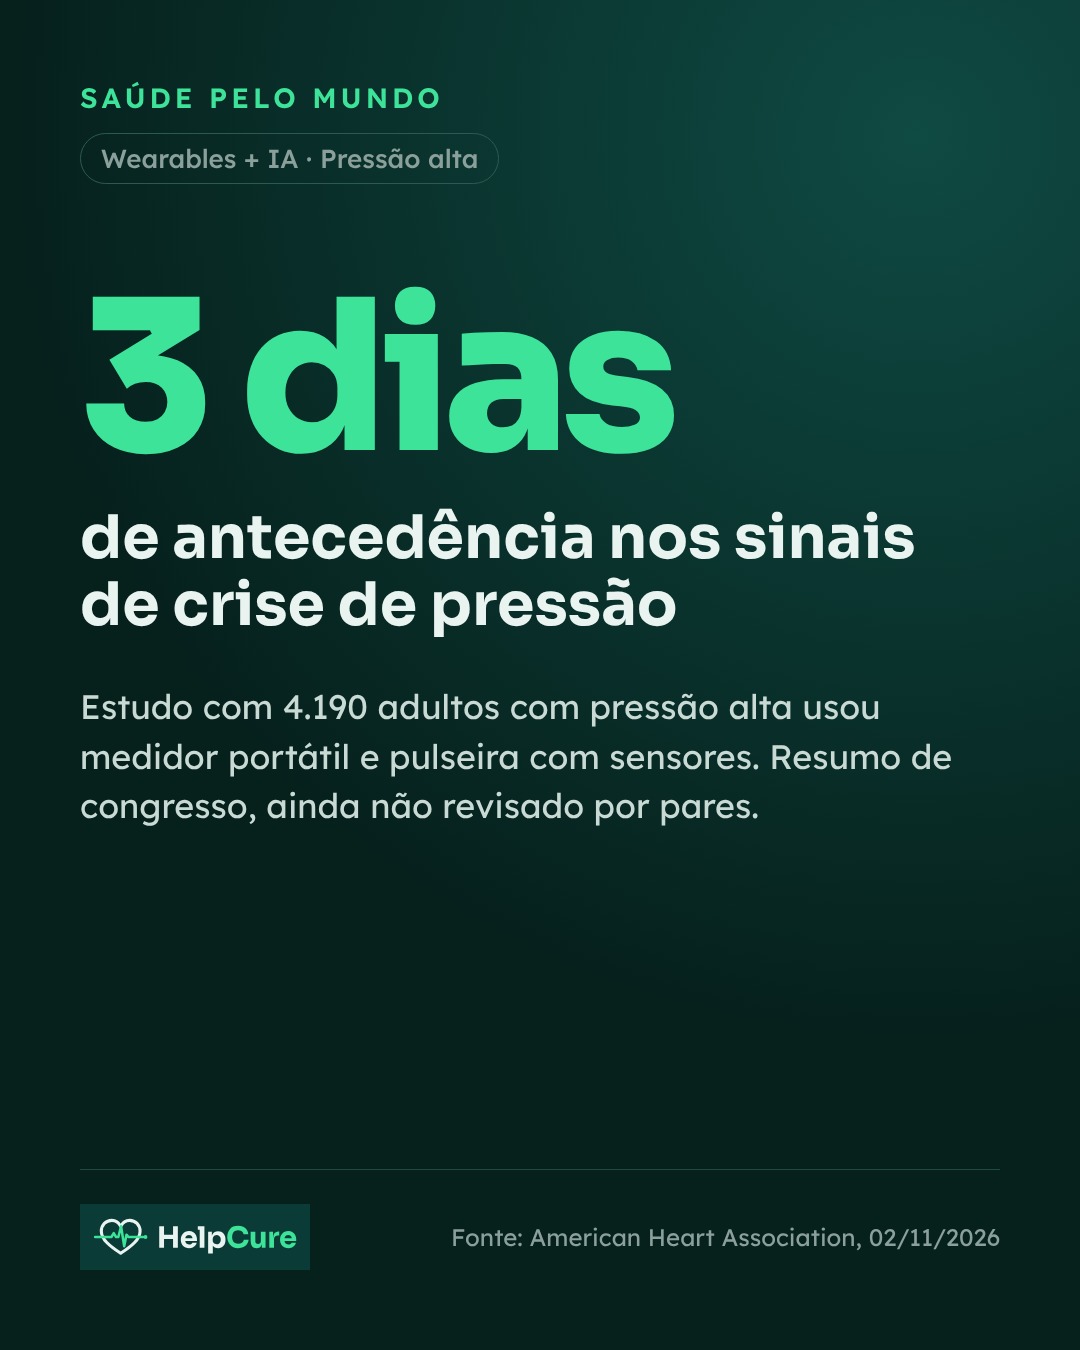 SAÚDE PELO MUNDO
Wearables + IA · Pressão alta
3 dias
de antecedência nos sinais
de crise de pressão
Estudo com 4.190 adultos com pressão alta usou
medidor portátil e pulseira com sensores. Resumo de
congresso, ainda não revisado por pares.
HelpCure
Fonte: American Heart Association, 02/11/2026